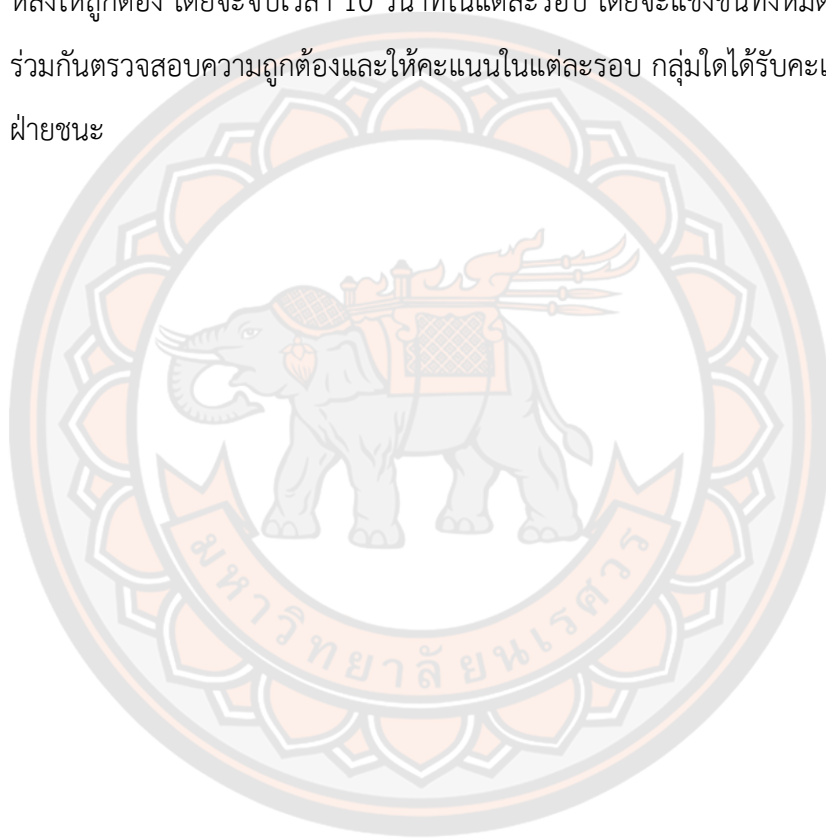 หลังให้ถูกต้อง โดยจะจับเวลา 10 วินาทีในแต่ละรอบ โดยจะแข่งขันทั้งหมด
ร่วมกันตรวจสอบความถูกต้องและให้คะแนนในแต่ละรอบ กลุ่มใดได้รับ
ฝ่ายชนะ
มหาวิทยาลัยนเรศวร